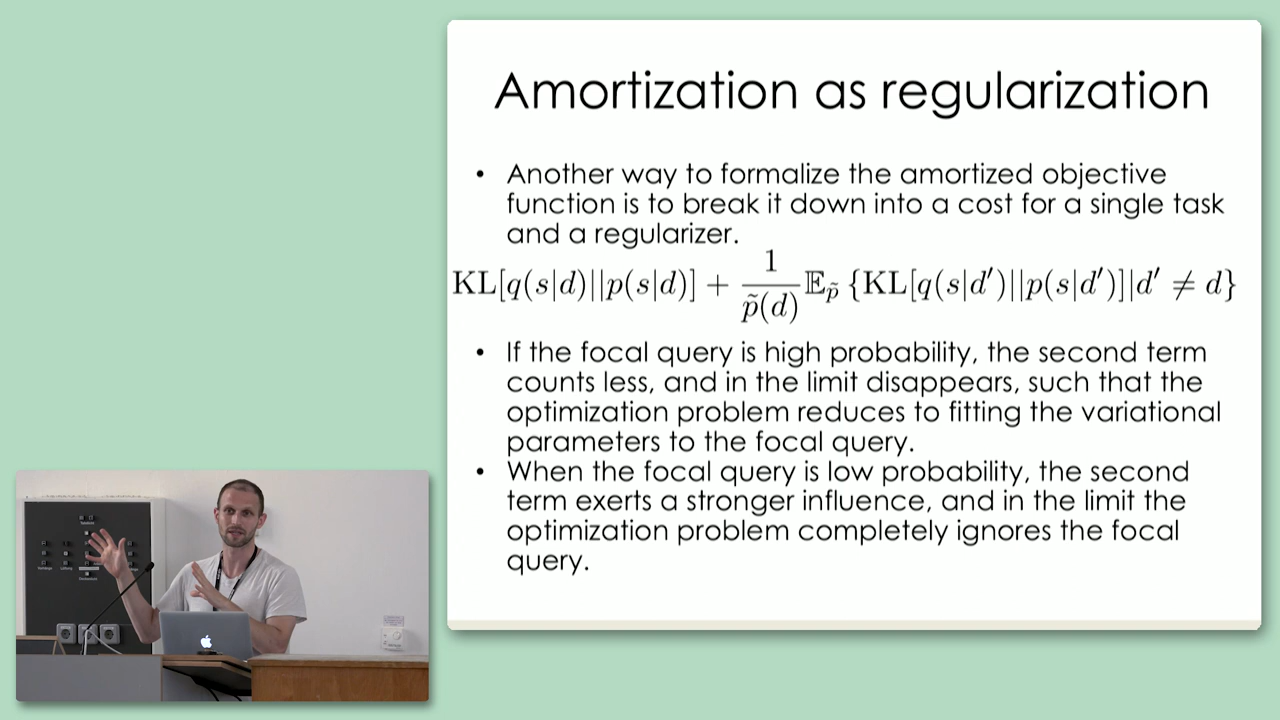 Amortization as regularization
• Another way to formalize the amortized objective
function is to break it down into a cost for a single task
and a regularizer.
KL[q(s|d)||p(s|d)] + \frac{1}{\tilde{p}(d)} 𝔼_{\tilde{p}} {KL[q(s|d′)||p(s|d′)]|d′ ≠ d}
• If the focal query is high probability, the second term
counts less, and in the limit disappears, such that the
optimization problem reduces to fitting the variational
parameters to the focal query.
• When the focal query is low probability, the second
term exerts a stronger influence, and in the limit the
optimization problem completely ignores the focal
query.